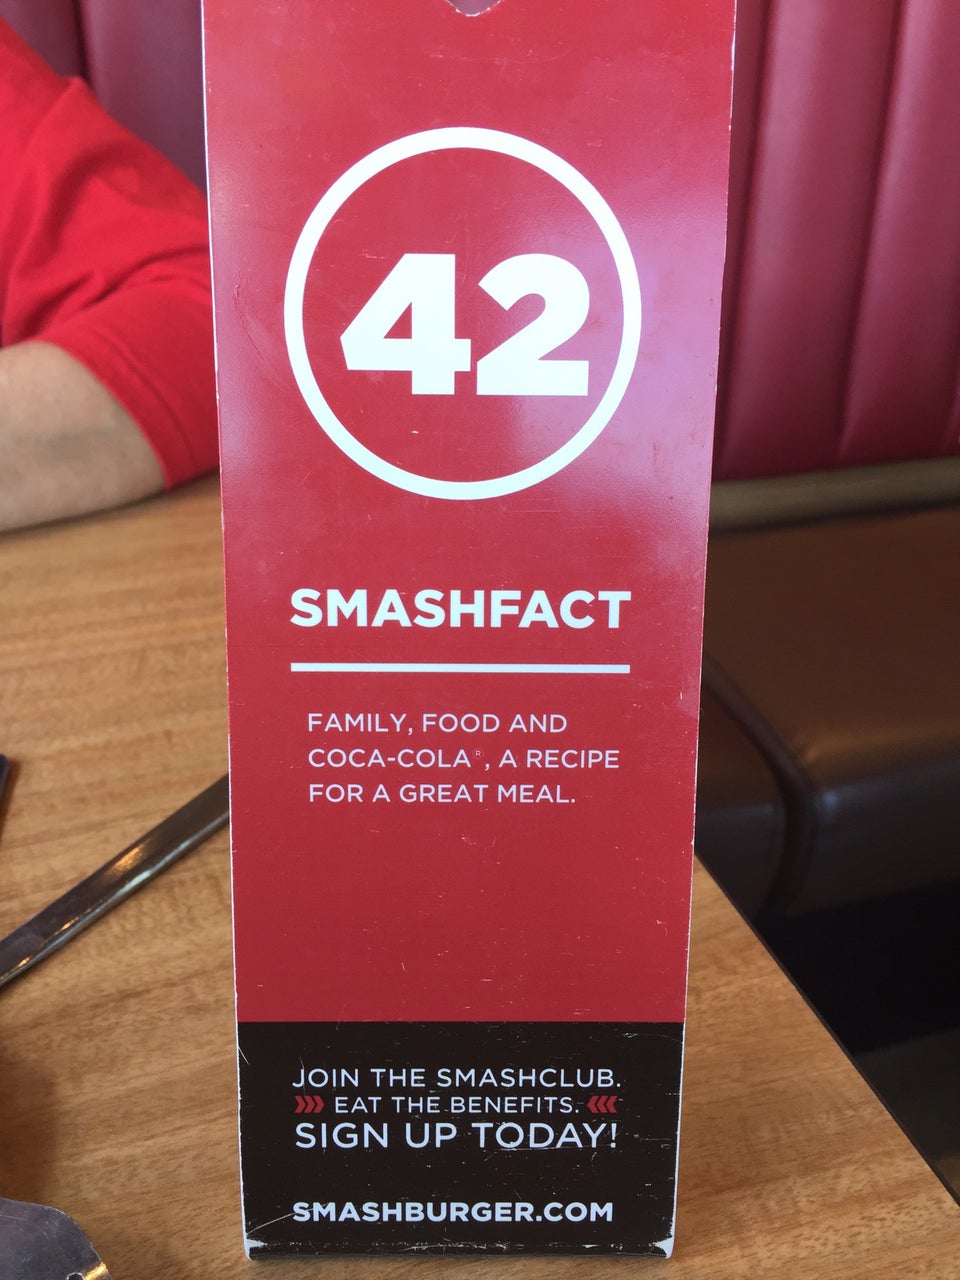 42
SMASHFACT
FAMILY, FOOD AND
COCA-COLA®, A RECIPE
FOR A GREAT MEAL.
JOIN THE SMASHCLUB.
EAT THE BENEFITS.
SIGN UP TODAY!
SMASHBURGER.COM